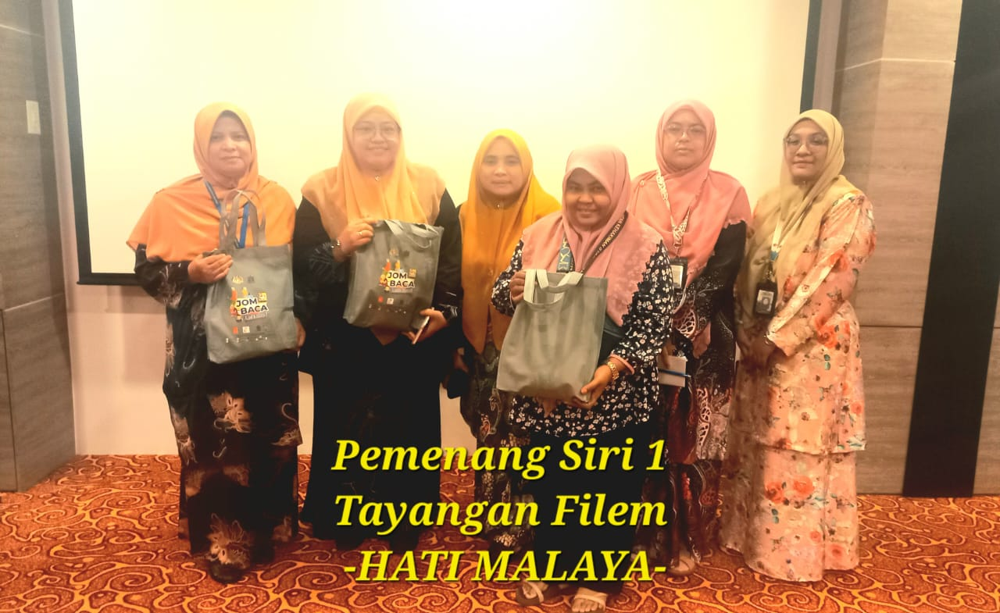 JOM
BACA
JOM
BACA
Pemenang Siri 1
Tayangan Filem
-HATI MALAYA-